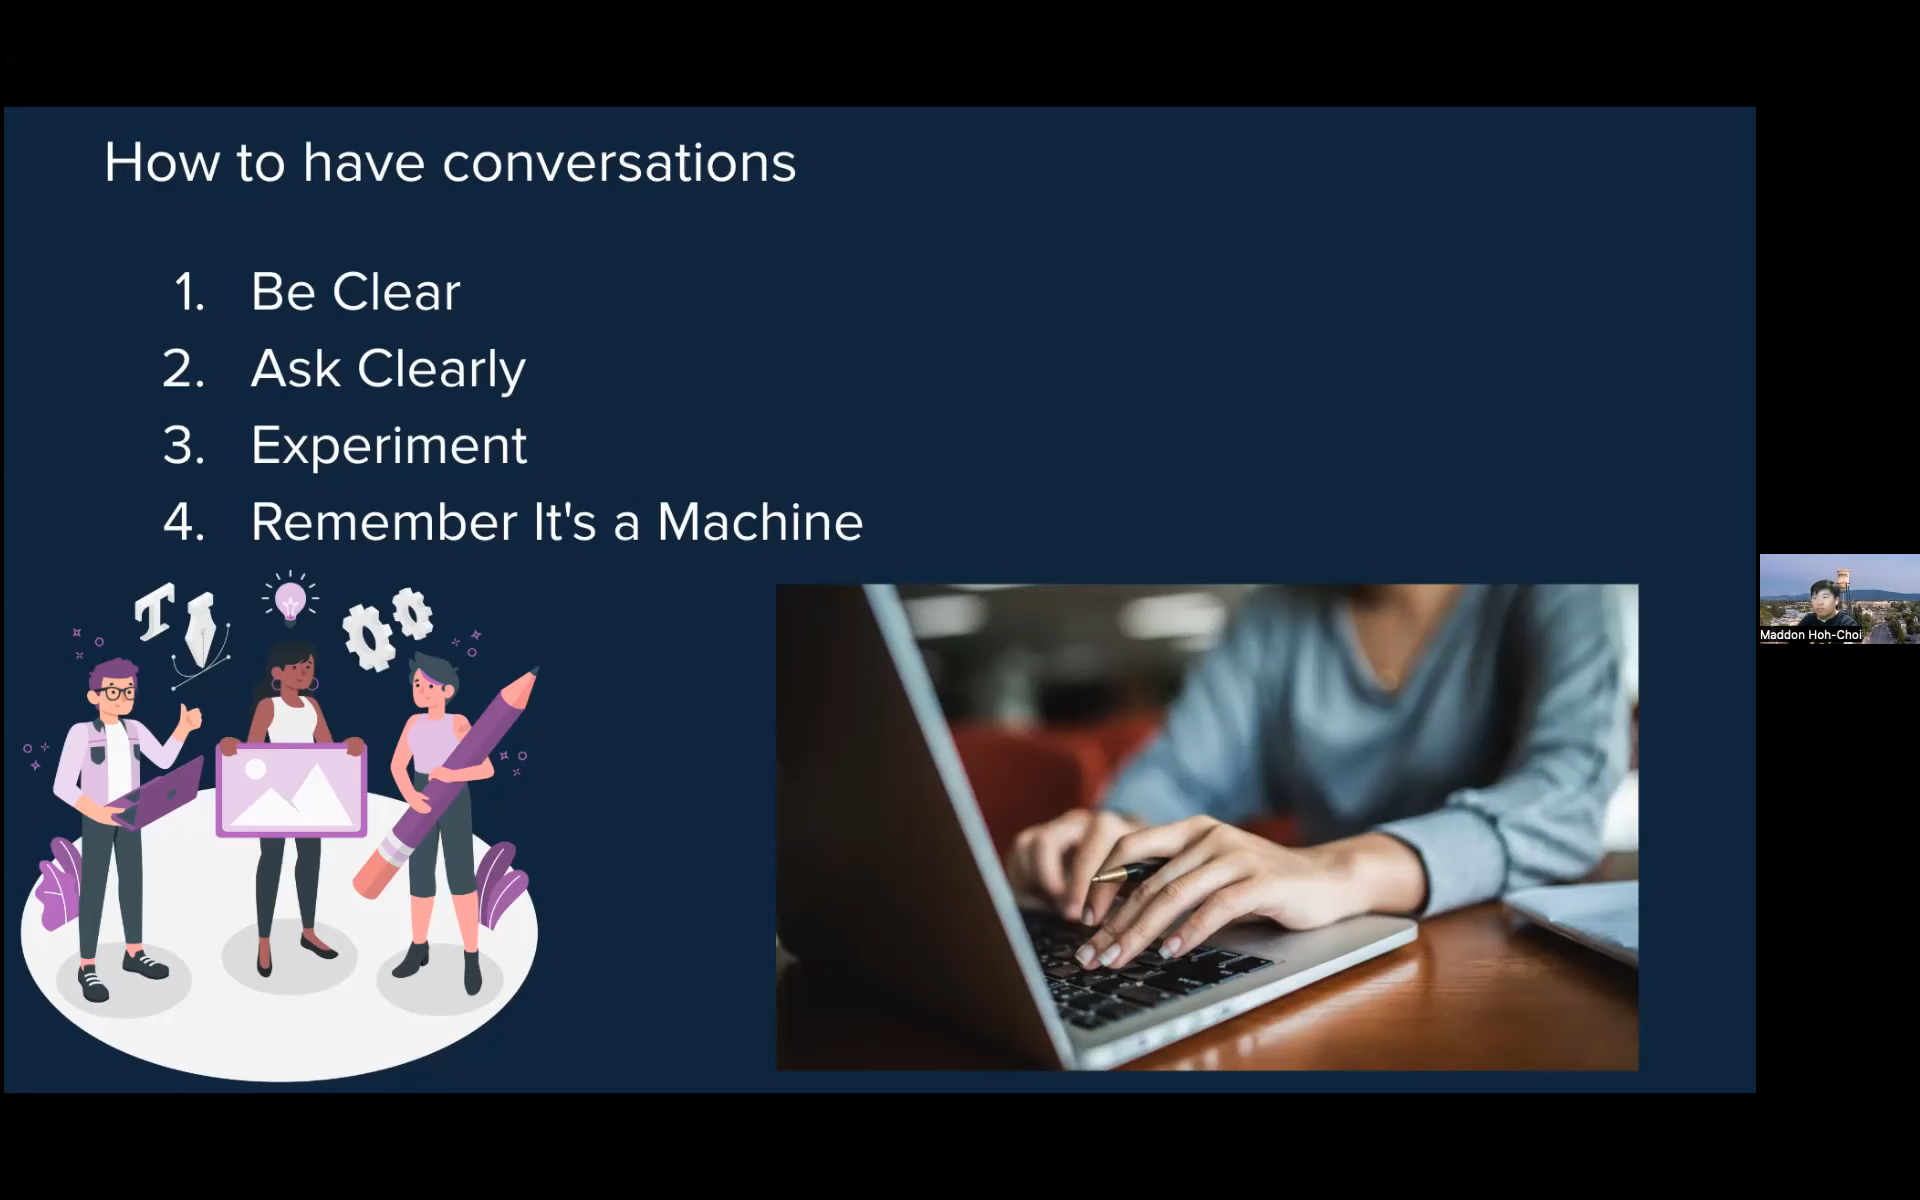 How to have conversations
1. Be Clear
2. Ask Clearly
3. Experiment
4. Remember It's a Machine
T
Maddon Hoh-Choi